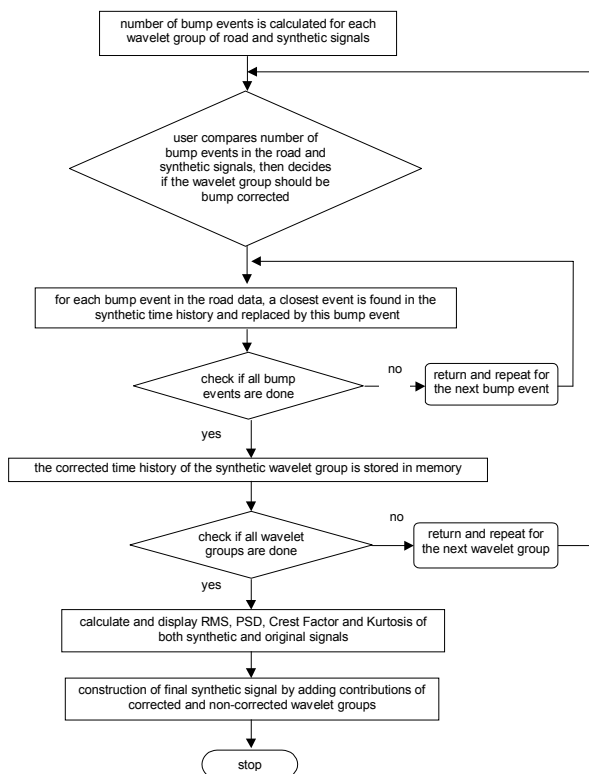 number of bump events is calculated for each
wavelet group of road and synthetic signals
user compares number of
bump events in the road and
synthetic signals, then decides
if the wavelet group should be
bump corrected
for each bump event in the road data, a closest event is found in the
synthetic time history and replaced by this bump event
check if all bump
events are done
no
return and repeat for
the next bump event
yes
the corrected time history of the synthetic wavelet group is stored in memory
check if all wavelet
groups are done
no
return and repeat for
the next wavelet group
yes
calculate and display RMS, PSD, Crest Factor and Kurtosis of
both synthetic and original signals
construction of final synthetic signal by adding contributions of
corrected and non-corrected wavelet groups
stop